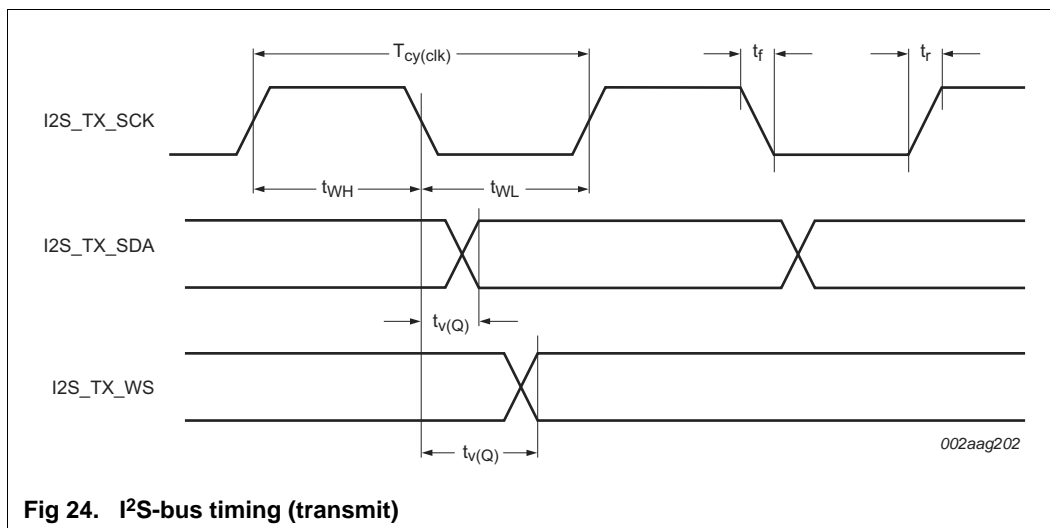 T_cy(clk) t_f t_r
I2S_TX_SCK
t_WH t_WL
I2S_TX_SDA
t_v(Q)
I2S_TX_WS
t_v(Q)
002aag202
Fig 24. I²S-bus timing (transmit)